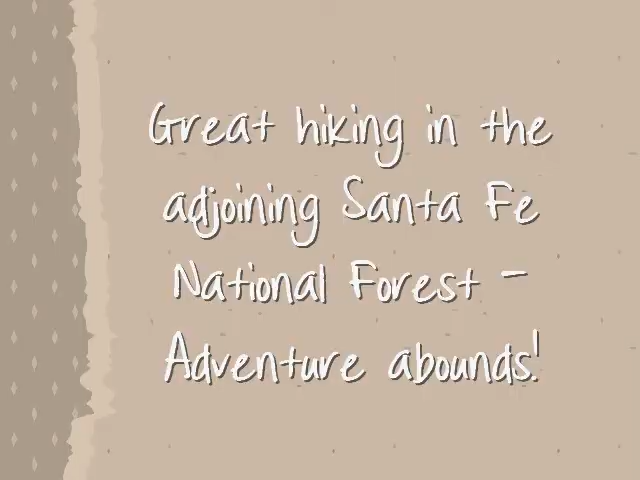 Great hiking in the
adjoining Santa Fe
National Forest -
Adventure abounds!